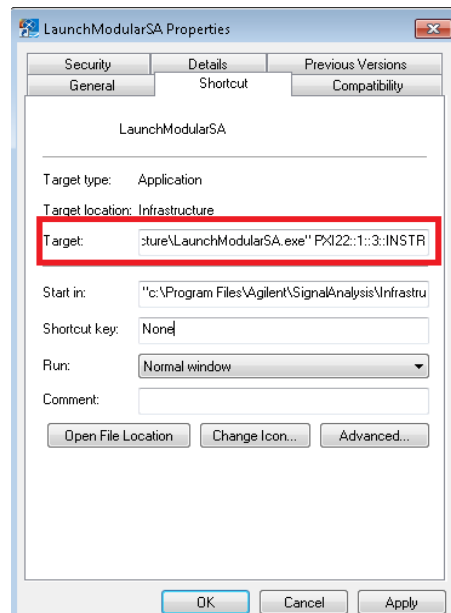 LaunchModularSA Properties
Security Details Previous Versions
General Shortcut Compatibility
LaunchModularSA
Target type: Application
Target location: Infrastructure
Target: :ture\LaunchModularSA.exe" PXI22::1::3::INSTR
Start in: "c:\Program Files\Agilent\SignalAnalysis\Infrastru
Shortcut key: None
Run: Normal window
Comment:
Open File Location Change Icon... Advanced...
OK Cancel Apply